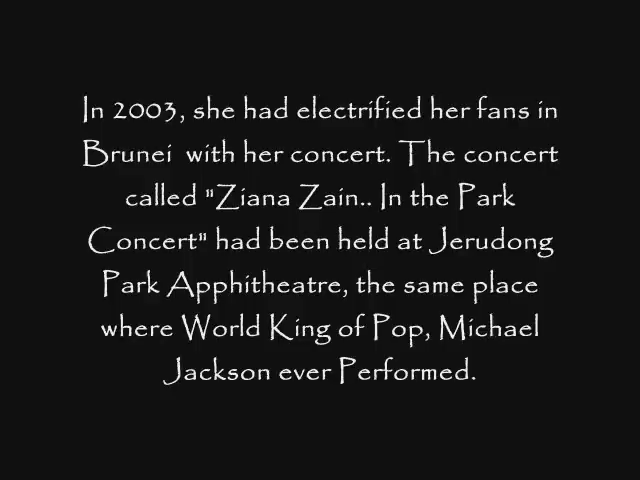 In 2003, she had electrified her fans in
Brunei with her concert. The concert
called "Ziana Zain.. In the Park
Concert" had been held at Jerudong
Park Apphitheatre, the same place
where World King of Pop, Michael
Jackson ever Performed.